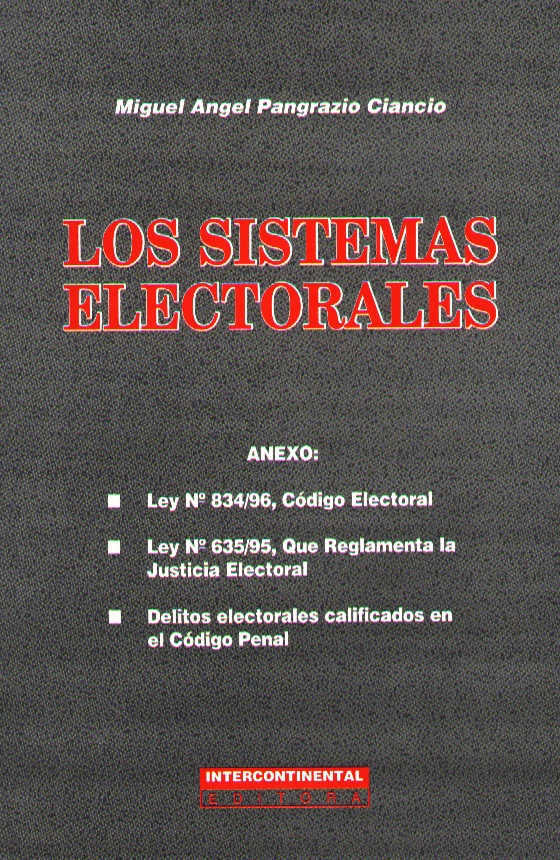 Miguel Angel Pangrazio Ciancio
LOS SISTEMAS
ELECTORALES
ANEXO:
■ Ley Nº 834/96, Código Electoral
■ Ley Nº 635/95, Que Reglamenta la
Justicia Electoral
■ Delitos electorales calificados en
el Código Penal
INTERCONTINENTAL
EDITORA